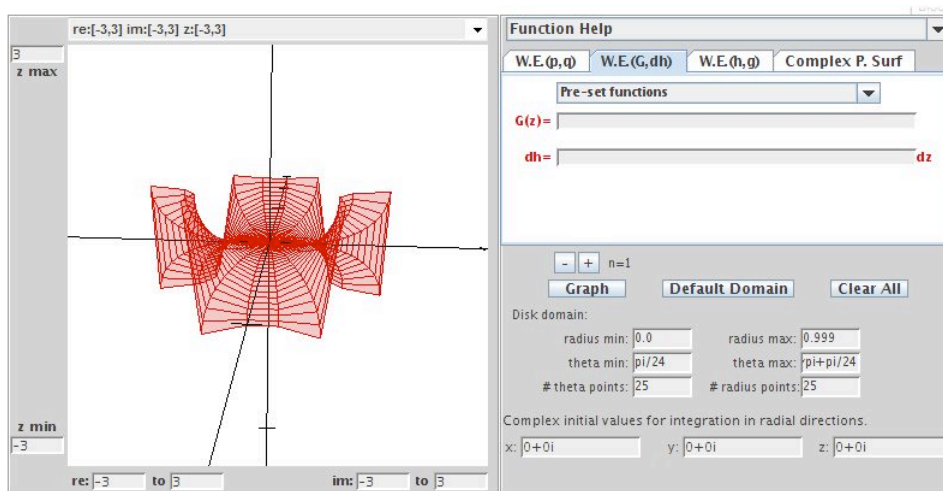 re:[-3,3] im:[-3,3] z:[-3,3]
3
z max
z min
-3
re: -3 to 3 im: -3 to 3
Function Help
W.E.(p,q) W.E.(G,dh) W.E.(h,g) Complex P. Surf
Pre-set functions
G(z)=
dh= dz
- + n=1
Graph Default Domain Clear All
Disk domain:
radius min: 0.0 radius max: 0.999
theta min: pi/24 theta max: pi+pi/24
# theta points: 25 # radius points: 25
Complex initial values for integration in radial directions.
x: 0+0i y: 0+0i z: 0+0i